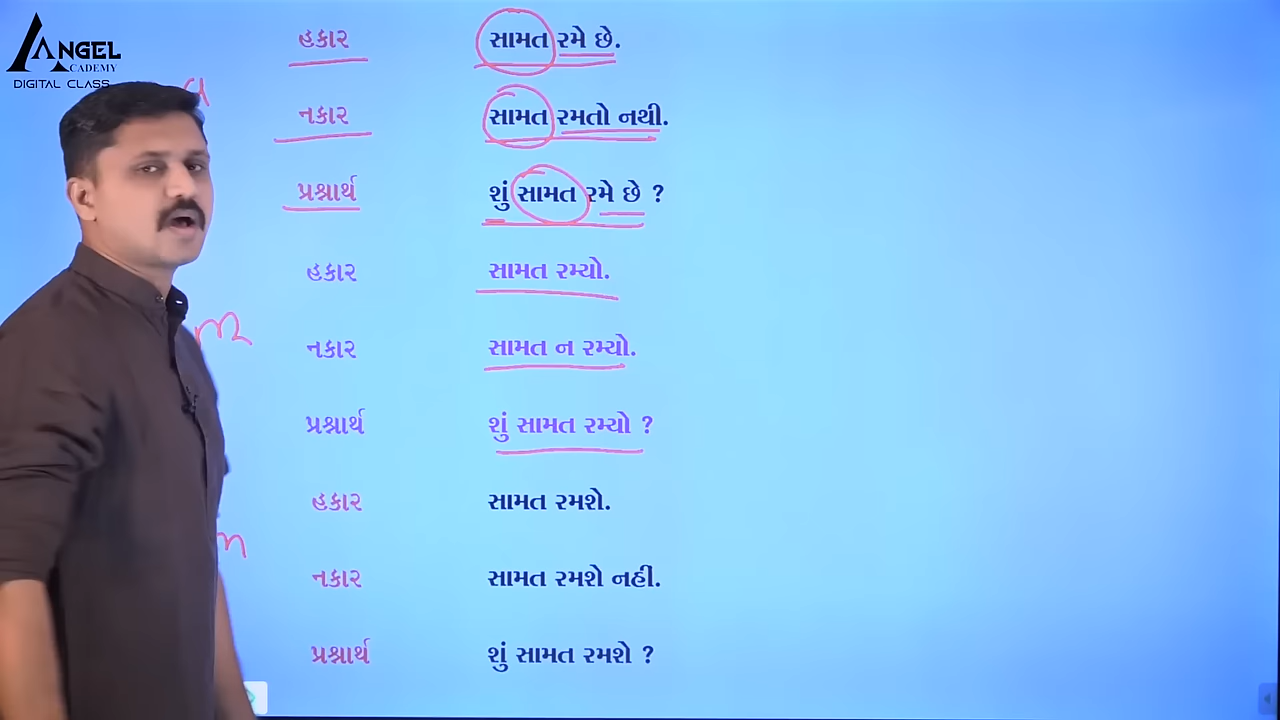 ANGEL
ACADEMY
DIGITAL CLASS
હકાર સામત રમે છે.
નકાર સામત રમતો નથી.
પ્રશ્નાર્થ શું સામત રમે છે ?
હકાર સામત રમ્યો.
નકાર સામત ન રમ્યો.
પ્રશ્નાર્થ શું સામત રમ્યો ?
હકાર સામત રમશે.
નકાર સામત રમશે નહીં.
પ્રશ્નાર્થ શું સામત રમશે ?